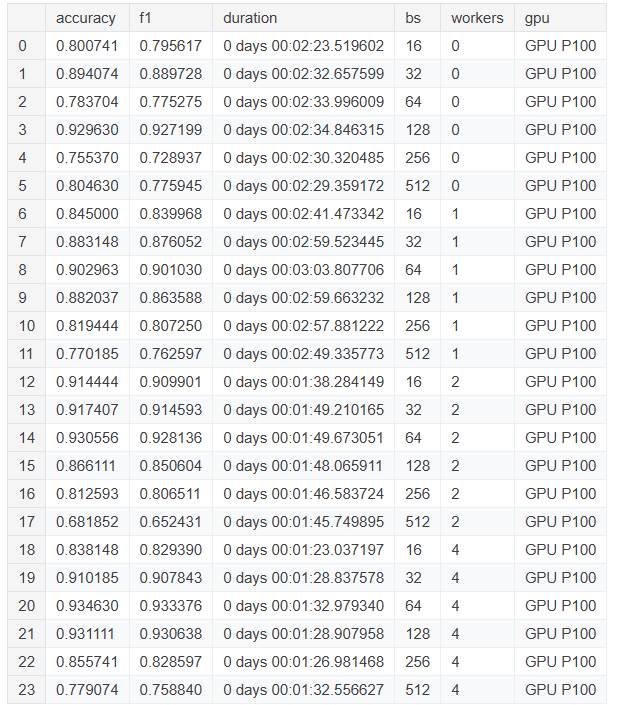 accuracy f1 duration bs workers gpu
0 0.800741 0.795617 0 days 00:02:23.519602 16 0 GPU P100
1 0.894074 0.889728 0 days 00:02:32.657599 32 0 GPU P100
2 0.783704 0.775275 0 days 00:02:33.996009 64 0 GPU P100
3 0.929630 0.927199 0 days 00:02:34.846315 128 0 GPU P100
4 0.755370 0.728937 0 days 00:02:30.320485 256 0 GPU P100
5 0.804630 0.775945 0 days 00:02:29.359172 512 0 GPU P100
6 0.845000 0.839968 0 days 00:02:41.473342 16 1 GPU P100
7 0.883148 0.876052 0 days 00:02:59.523445 32 1 GPU P100
8 0.902963 0.901030 0 days 00:03:03.807706 64 1 GPU P100
9 0.882037 0.863588 0 days 00:02:59.663232 128 1 GPU P100
10 0.819444 0.807250 0 days 00:02:57.881222 256 1 GPU P100
11 0.770185 0.762597 0 days 00:02:49.335773 512 1 GPU P100
12 0.914444 0.909901 0 days 00:01:38.284149 16 2 GPU P100
13 0.917407 0.914593 0 days 00:01:49.210165 32 2 GPU P100
14 0.930556 0.928136 0 days 00:01:49.673051 64 2 GPU P100
15 0.866111 0.850604 0 days 00:01:48.065911 128 2 GPU P100
16 0.812593 0.806511 0 days 00:01:46.583724 256 2 GPU P100
17 0.681852 0.652431 0 days 00:01:45.749895 512 2 GPU P100
18 0.838148 0.829390 0 days 00:01:23.037197 16 4 GPU P100
19 0.910185 0.907843 0 days 00:01:28.837578 32 4 GPU P100
20 0.934630 0.933376 0 days 00:01:32.979340 64 4 GPU P100
21 0.931111 0.930638 0 days 00:01:28.907958 128 4 GPU P100
22 0.855741 0.828597 0 days 00:01:26.981468 256 4 GPU P100
23 0.779074 0.758840 0 days 00:01:32.556627 512 4 GPU P100